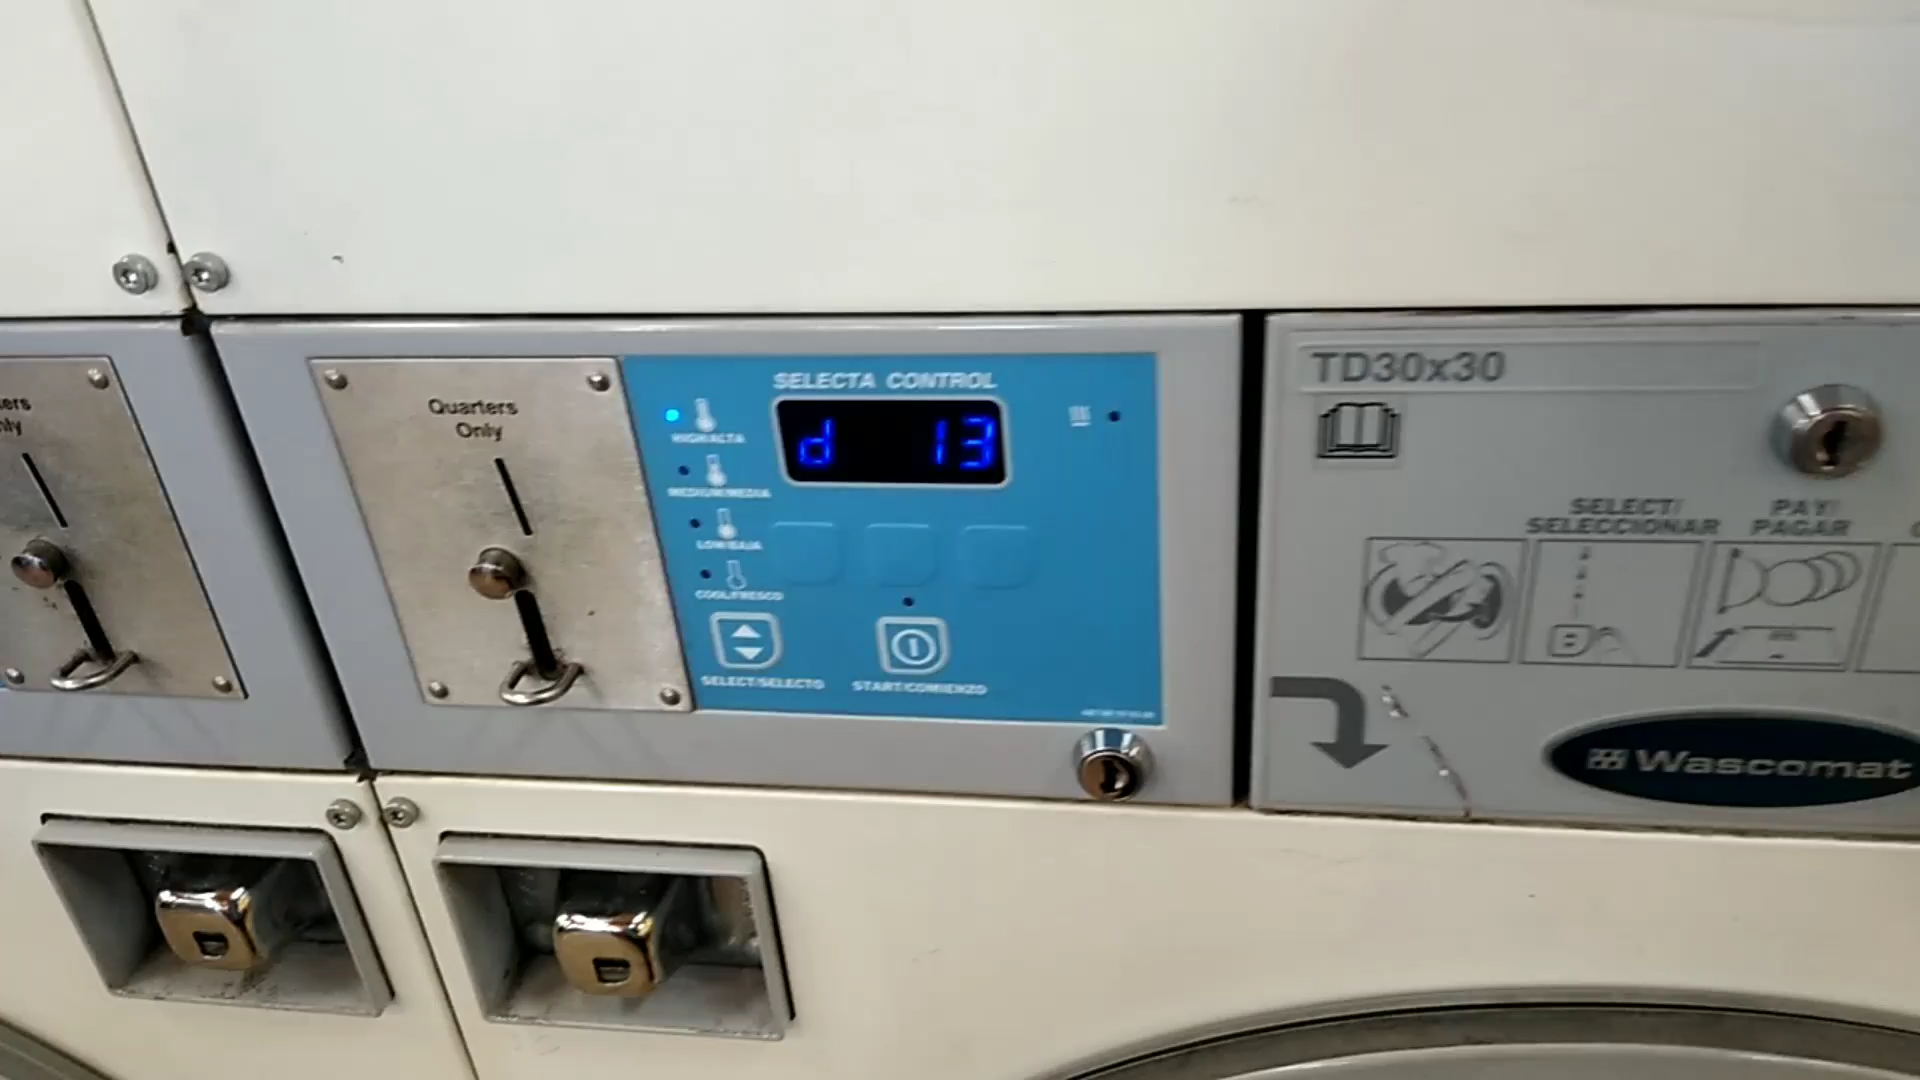 Quarters
Only
SELECTA CONTROL
d 13
HIGH/ALTA
MEDIUM/MEDIA
LOW/BAJA
COOL/FRESCO
SELECT/SELECTO
START/COMIENZO
TD30x30
SELECT/
SELECCIONAR
PAY/
PAGAR
Wascomat